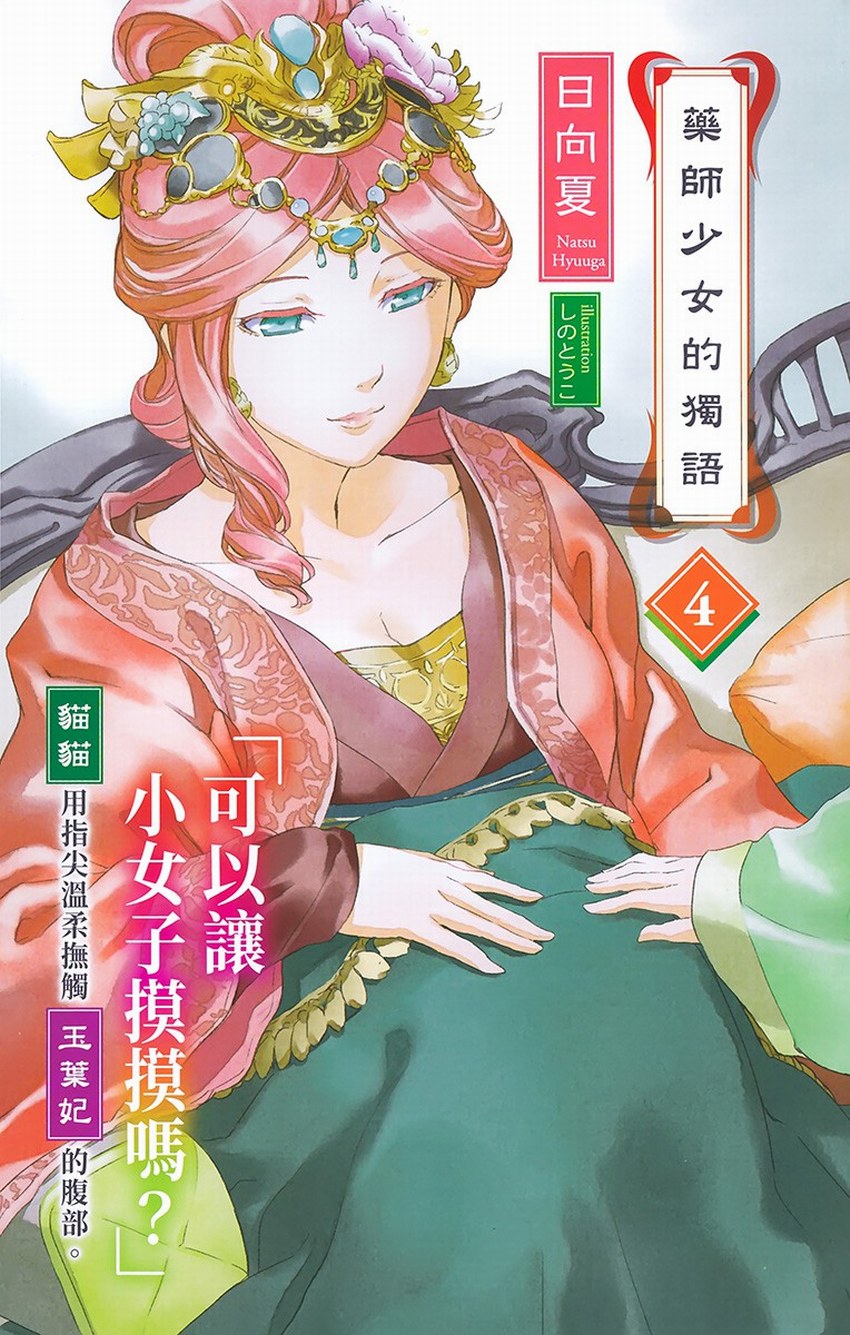 藥師少女的獨語
4
日向夏
Natsu
Hyuuga
illustration
しのとうこ
「可以讓
小女子摸摸嗎？」
貓貓用指尖溫柔撫觸玉葉妃的腹部。